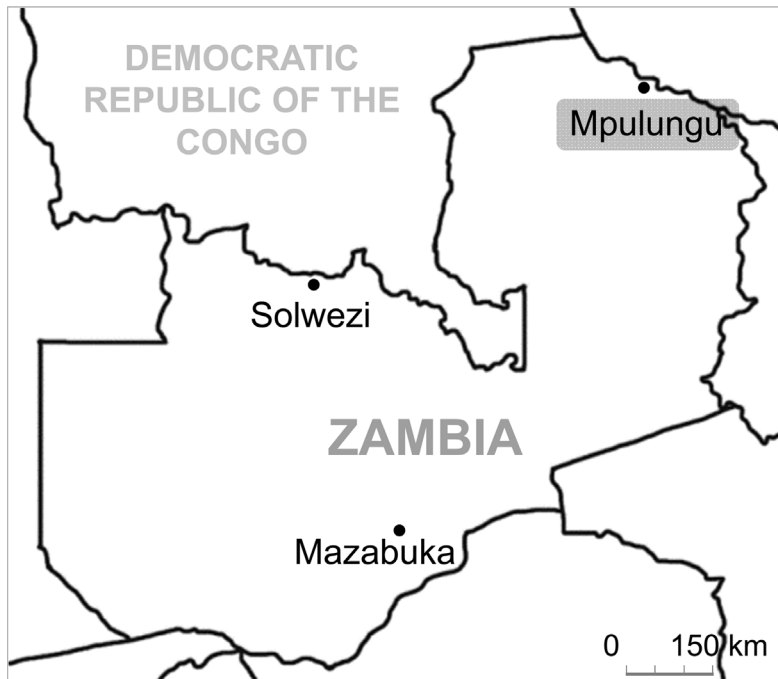 DEMOCRATIC
REPUBLIC OF THE
CONGO
Mpulungu
Solwezi
ZAMBIA
Mazabuka
0 150 km